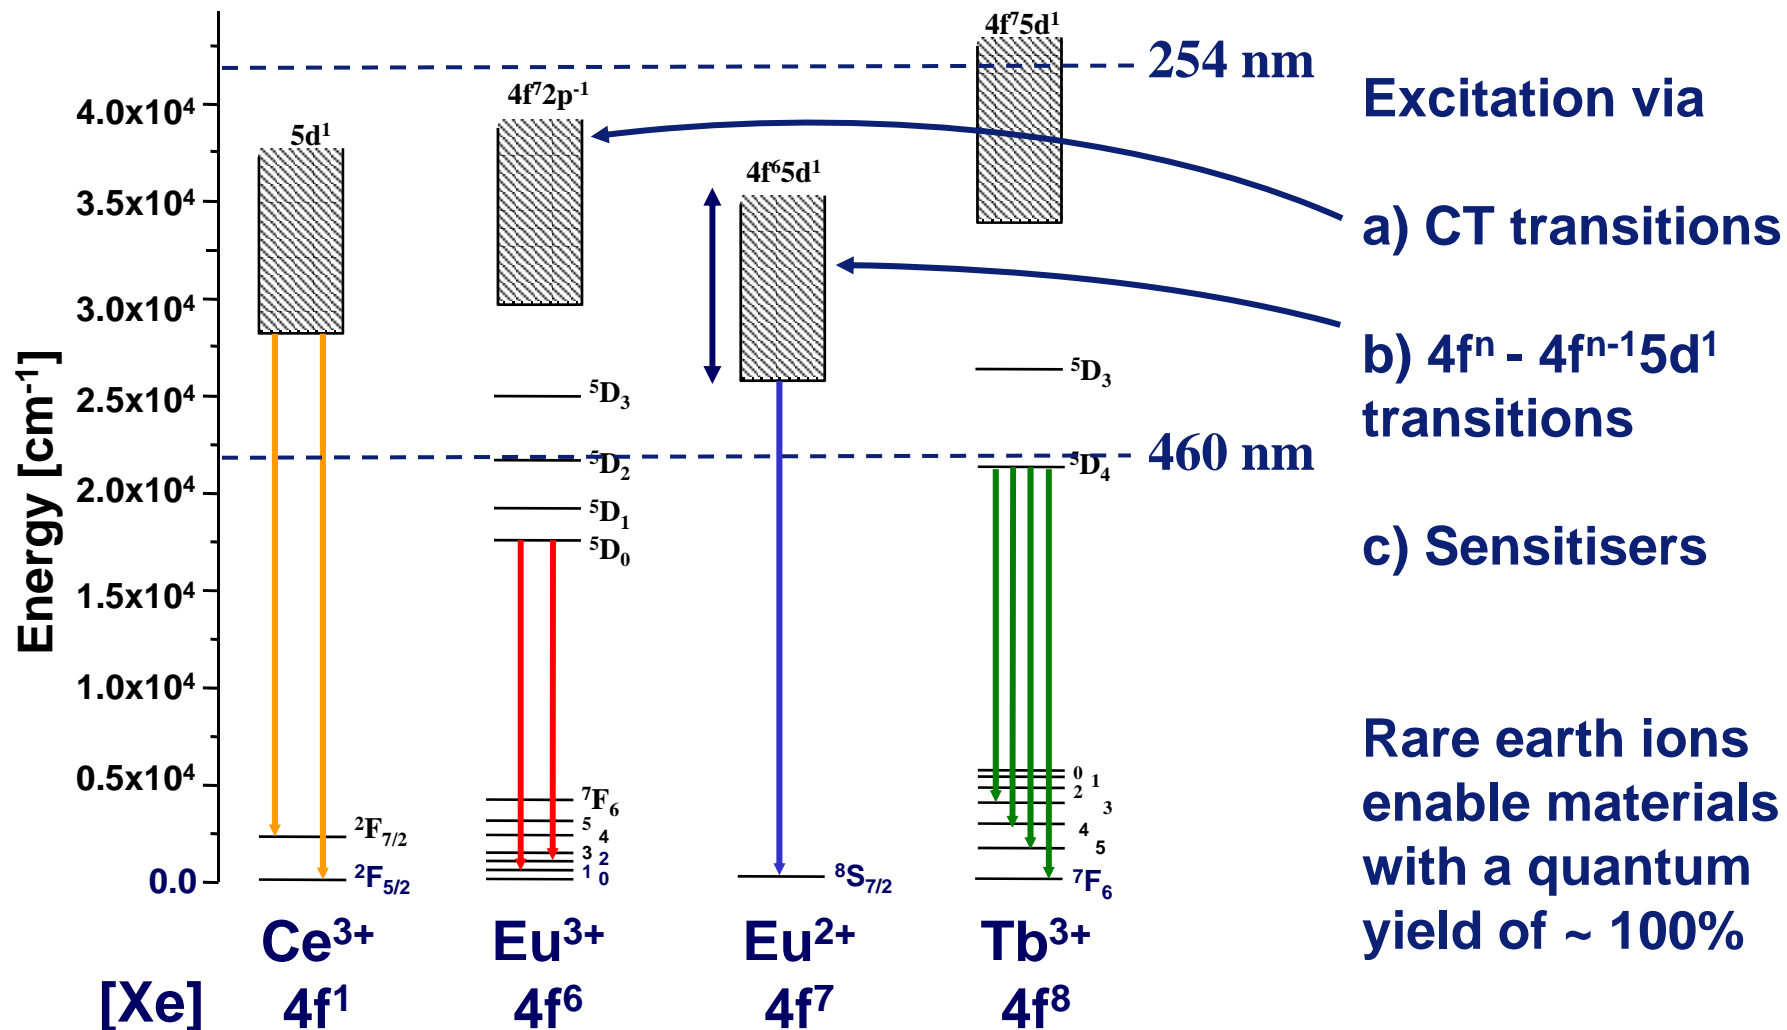 4f⁷5d¹
254 nm
4f⁷2p⁻¹
5d¹
4f⁶5d¹
Excitation via
a) CT transitions
b) 4fⁿ - 4fⁿ⁻¹5d¹
transitions
c) Sensitisers
Rare earth ions
enable materials
with a quantum
yield of ~ 100%
Energy [cm⁻¹]
4.0x10⁴
3.5x10⁴
3.0x10⁴
2.5x10⁴
2.0x10⁴
1.5x10⁴
1.0x10⁴
0.5x10⁴
0.0
460 nm
²F₇/₂
²F₅/₂
⁵D₃
⁵D₂
⁵D₁
⁵D₀
⁷F₆
5
4
3 2
1 0
⁸S₇/₂
⁵D₃
⁵D₄
0 1
2
3
4
5
⁷F₆
Ce³⁺ Eu³⁺ Eu²⁺ Tb³⁺
[Xe] 4f¹ 4f⁶ 4f⁷ 4f⁸